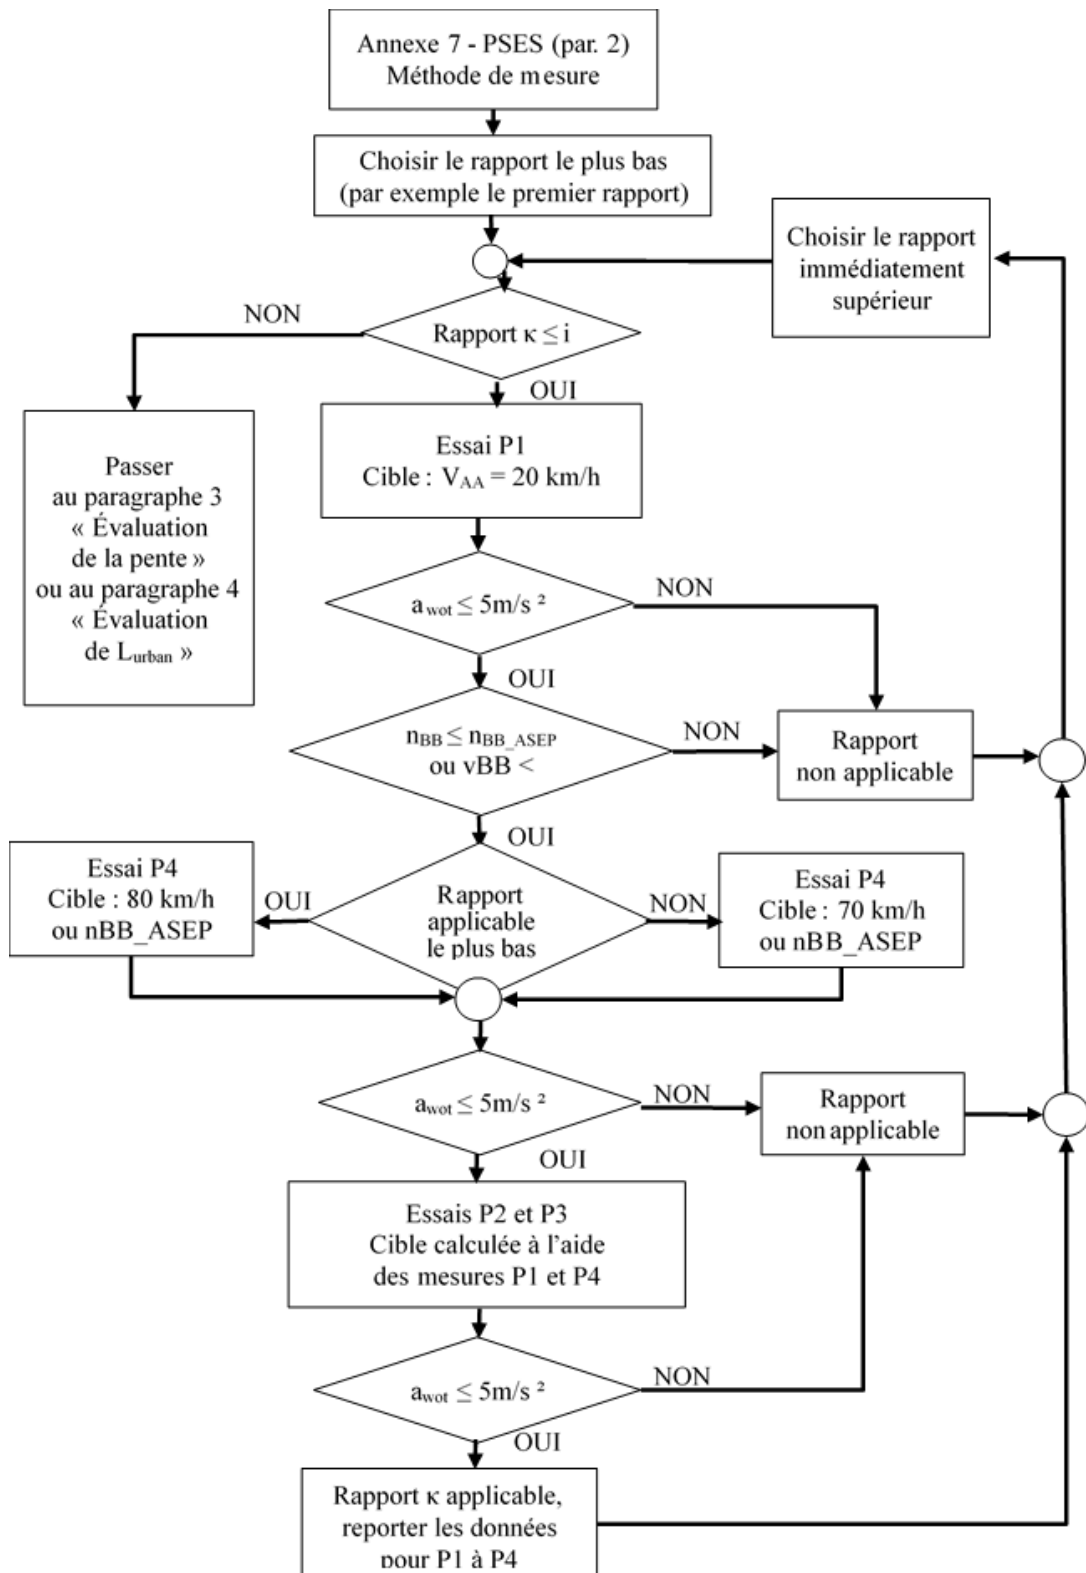 Annexe 7 - PSES (par. 2)
Méthode de mesure
Choisir le rapport le plus bas
(par exemple le premier rapport)
Choisir le rapport
immédiatement
supérieur
NON
Rapport κ ≤ i
OUI
Passer
au paragraphe 3
« Évaluation
de la pente »
ou au paragraphe 4
« Évaluation
de Lurban »
Essai P1
Cible : VAA = 20 km/h
awot ≤ 5m/s ²
NON
OUI
nBB ≤ nBB_ASEP
ou vBB <
NON
Rapport
non applicable
OUI
Essai P4
Cible : 80 km/h
ou nBB_ASEP
OUI
Rapport
applicable
le plus bas
NON
Essai P4
Cible : 70 km/h
ou nBB_ASEP
awot ≤ 5m/s ²
NON
Rapport
non applicable
OUI
Essais P2 et P3
Cible calculée à l'aide
des mesures P1 et P4
awot ≤ 5m/s ²
NON
OUI
Rapport κ applicable,
reporter les données
pour P1 à P4